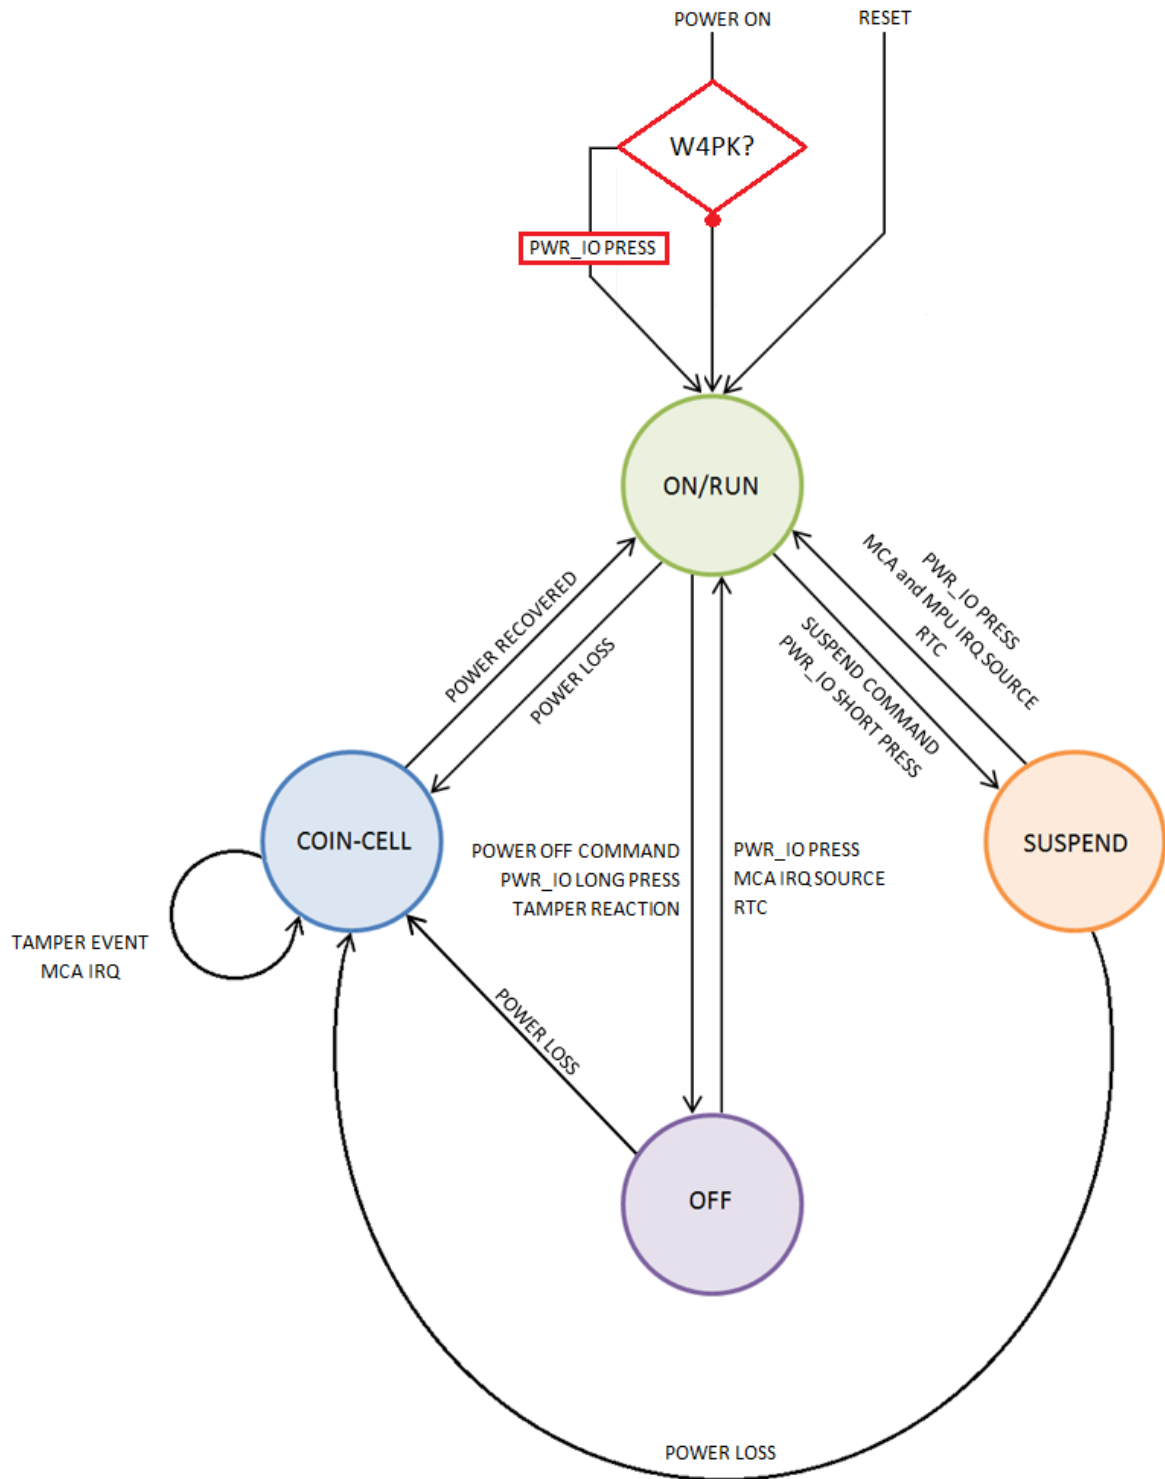 POWER ON
RESET
W4PK?
PWR_IO PRESS
ON/RUN
POWER RECOVERED
POWER LOSS
PWR_IO PRESS
MCA and MPU IRQ SOURCE
RTC
SUSPEND COMMAND
PWR_IO SHORT PRESS
COIN-CELL
SUSPEND
POWER OFF COMMAND
PWR_IO LONG PRESS
TAMPER REACTION
PWR_IO PRESS
MCA IRQ SOURCE
RTC
TAMPER EVENT
MCA IRQ
POWER LOSS
OFF
POWER LOSS